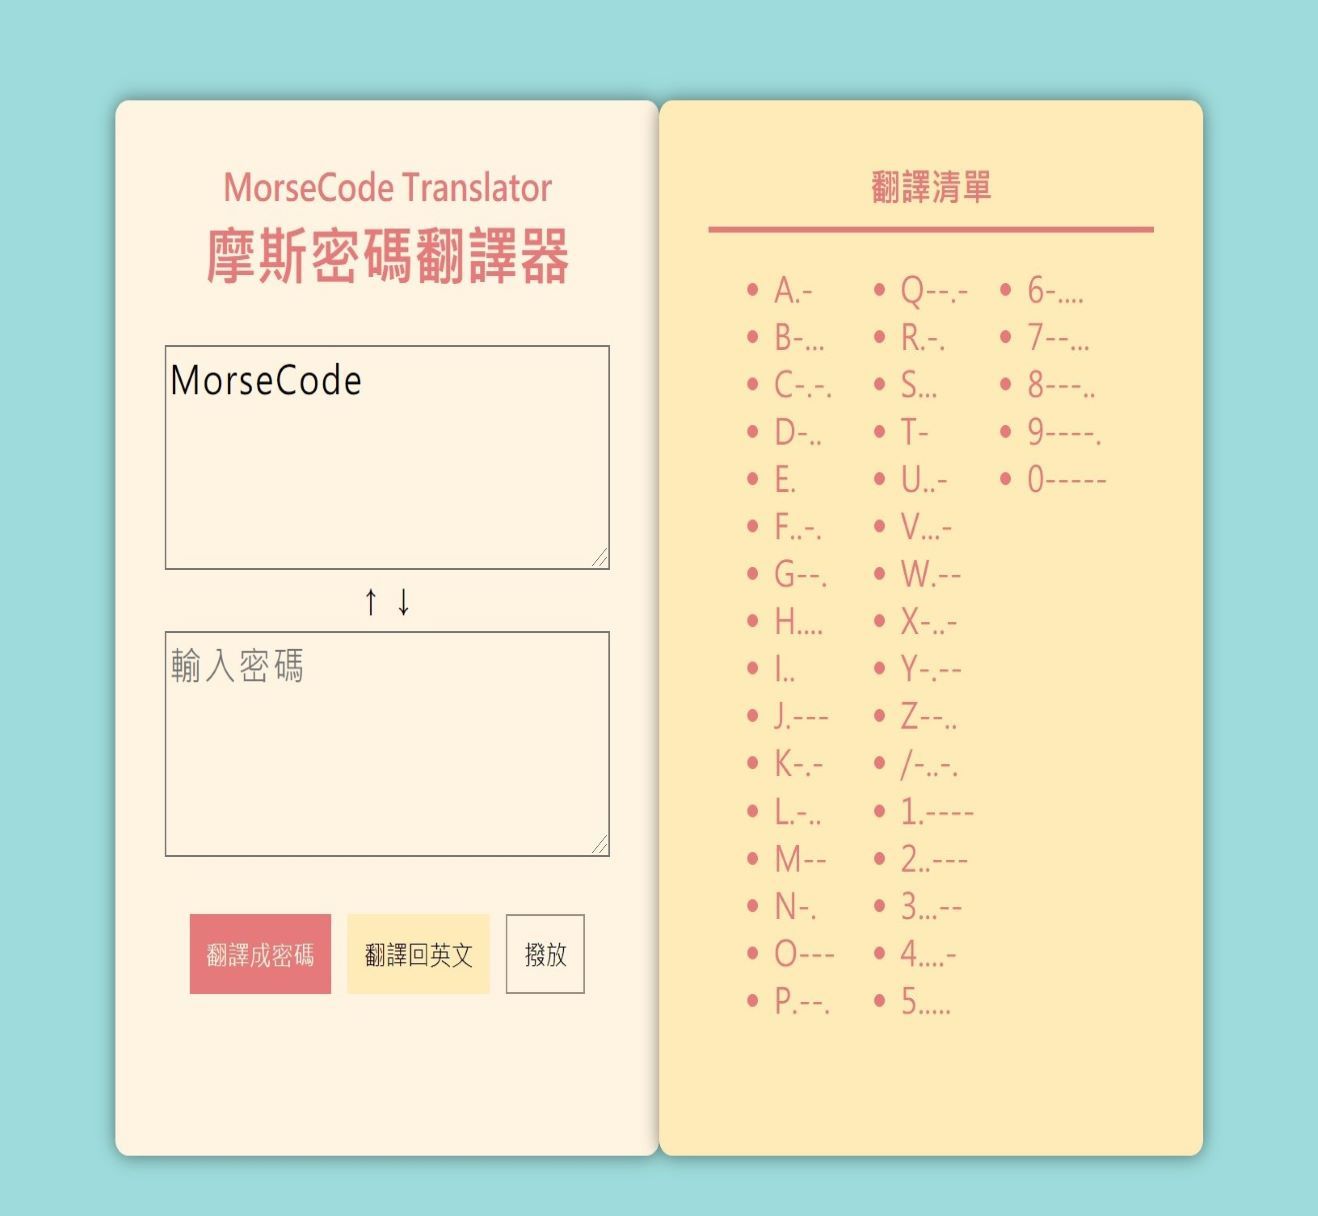 MorseCode Translator
摩斯密碼翻譯器
MorseCode
↑ ↓
輸入密碼
翻譯成密碼
翻譯回英文
撥放
翻譯清單
A.-
B-...
C-.-.
D-..
E.
F..-.
G--.
H....
I..
J.---
K-.-
L.-..
M--
N-.
O---
P.--.
Q--.-
R.-.
S...
T-
U..-
V...-
W.--
X-..-
Y-.--
Z--..
/-..-.
1.----
2..---
3...--
4....-
5.....
6-....
7--...
8---..
9----.
0-----